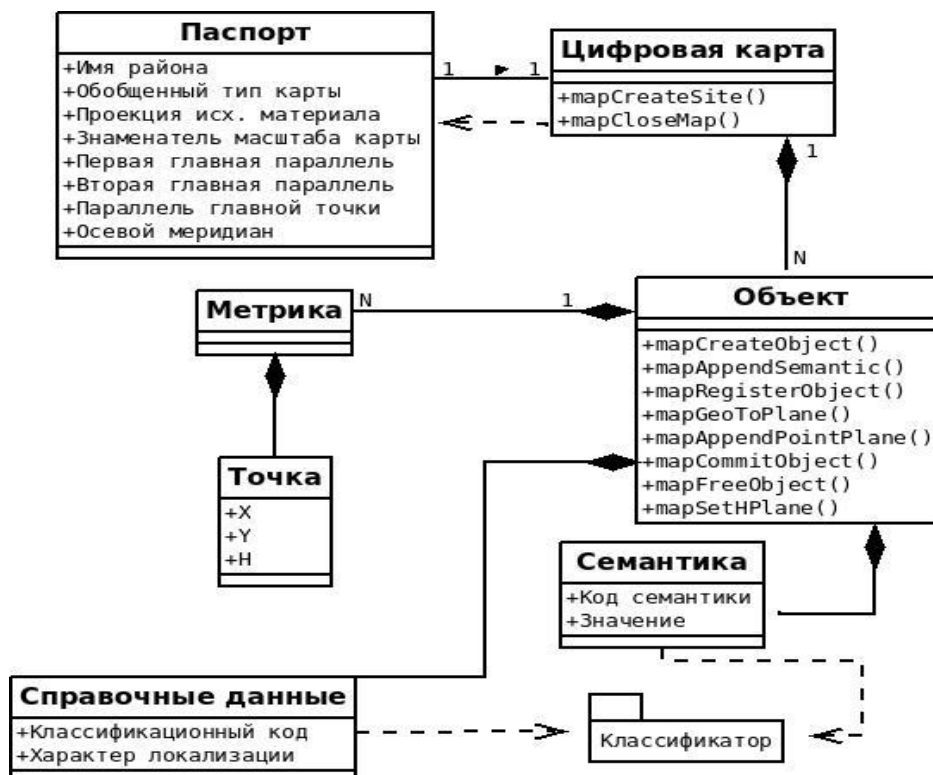 Паспорт
+Имя района
+Обобщенный тип карты
+Проекция исх. материала
+Знаменатель масштаба карты
+Первая главная параллель
+Вторая главная параллель
+Параллель главной точки
+Осевой меридиан
1
1
Цифровая карта
+mapCreateSite()
+mapCloseMap()
1
N
Метрика
N
1
Объект
+mapCreateObject()
+mapAppendSemantic()
+mapRegisterObject()
+mapGeoToPlane()
+mapAppendPointPlane()
+mapCommitObject()
+mapFreeObject()
+mapSetHPlane()
Точка
+X
+Y
+H
Семантика
+Код семантики
+Значение
Справочные данные
+Классификационный код
+Характер локализации
Классификатор